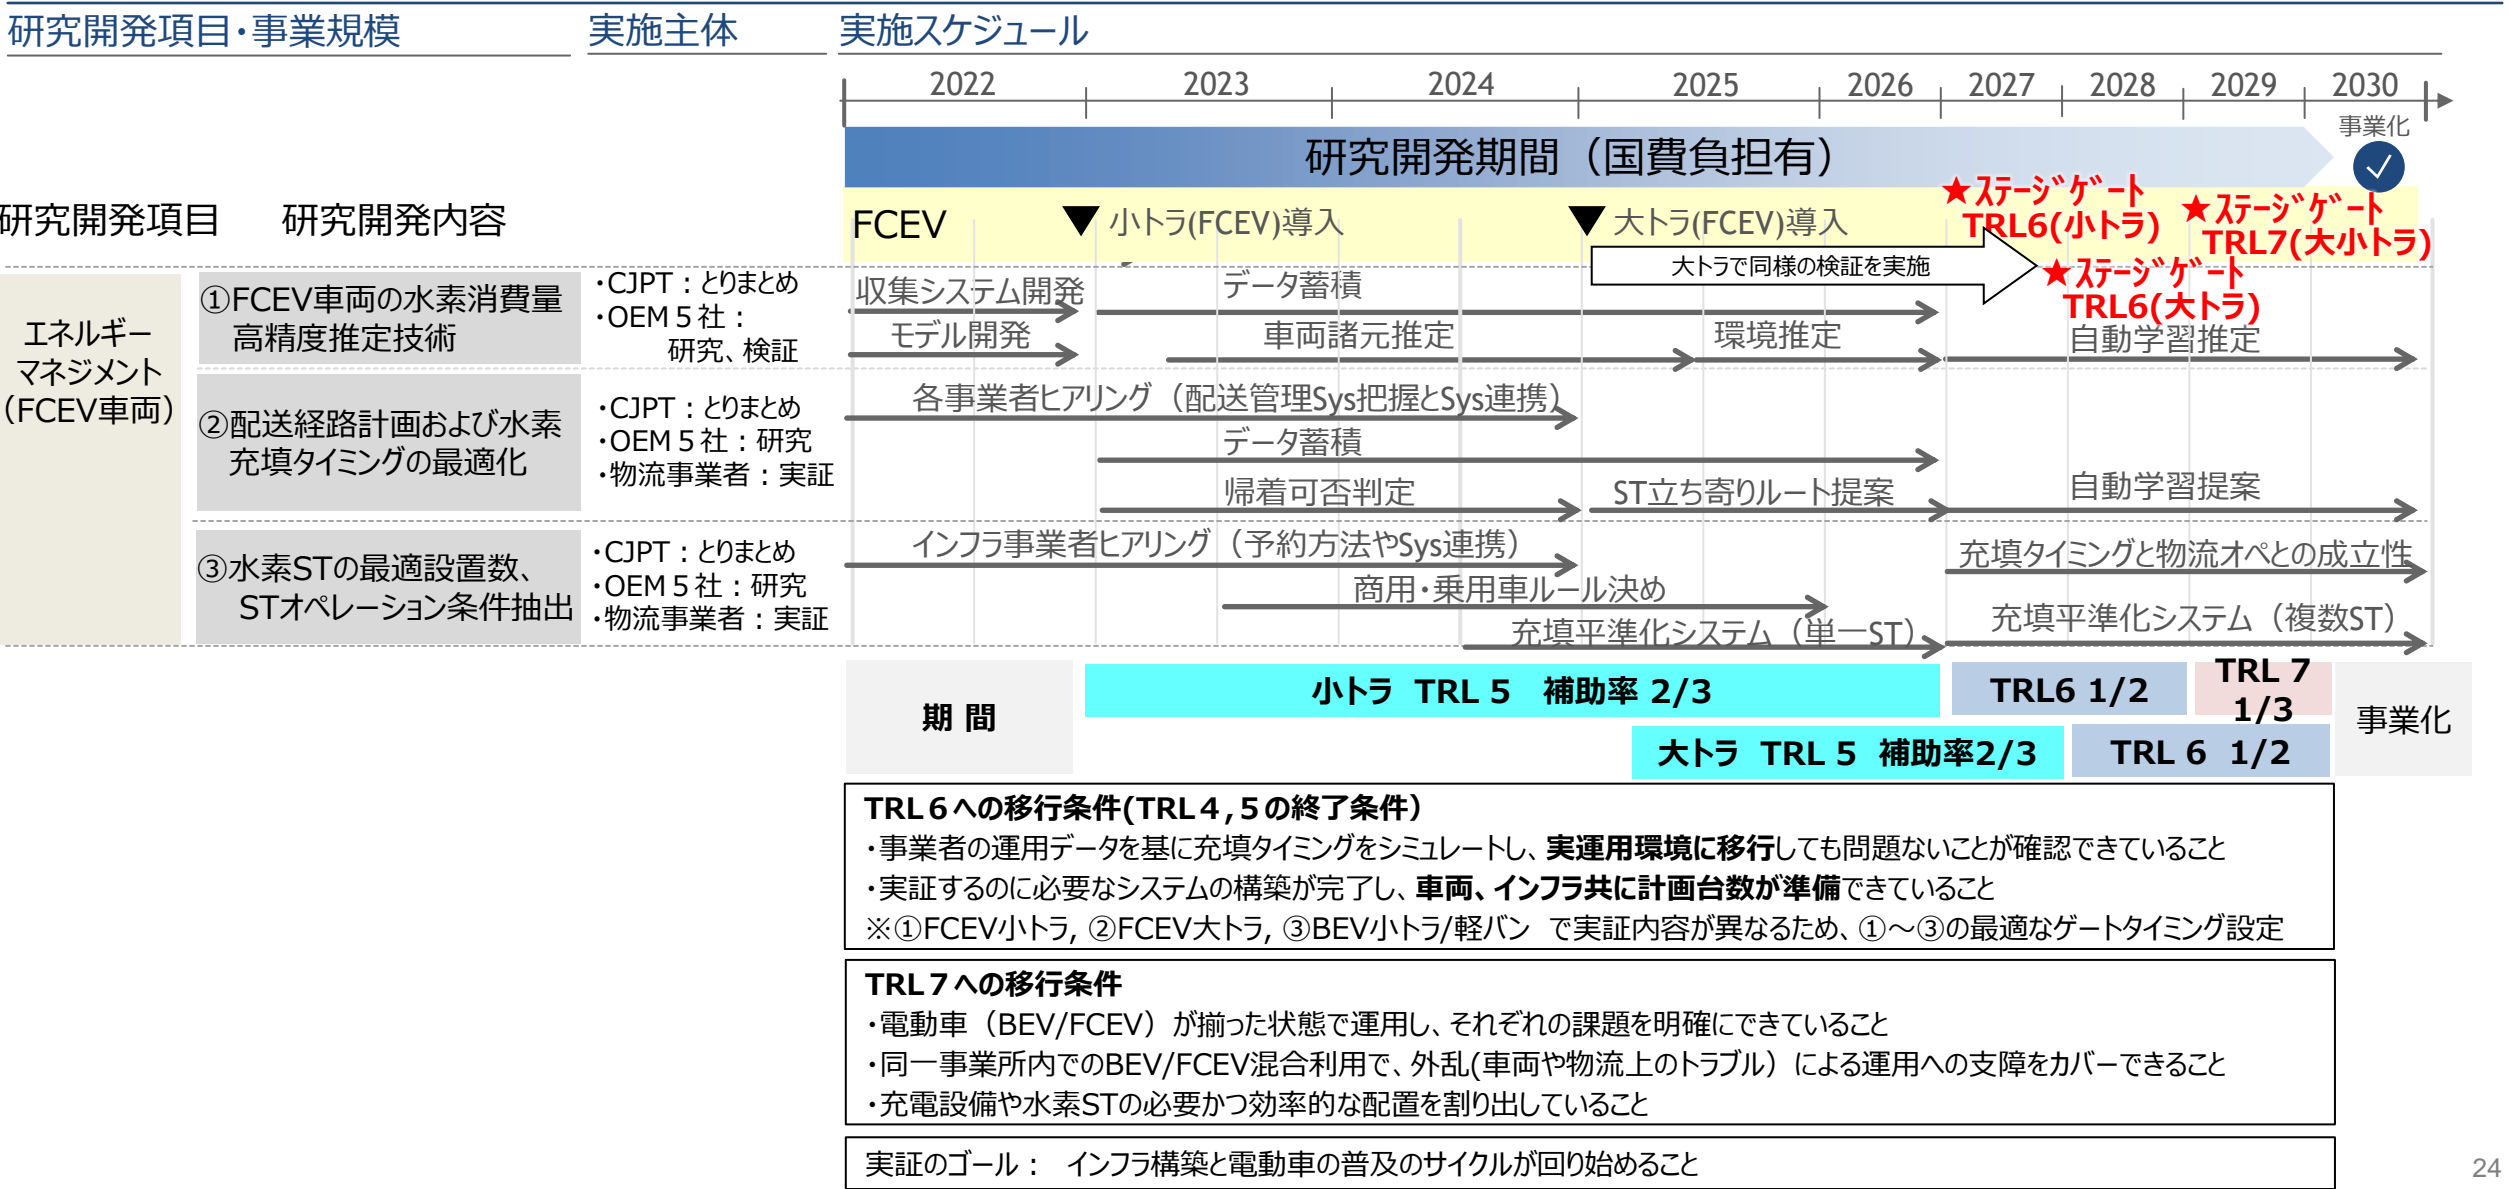 研究開発項目・事業規模
実施主体
実施スケジュール
2022
2023
2024
2025
2026
2027
2028
2029
2030
研究開発期間（国費負担有）
事業化
研究開発項目
研究開発内容
FCEV
▼ 小トラ(FCEV)導入
▼ 大トラ(FCEV)導入
★ｽﾃｰｼﾞｹﾞｰﾄ
TRL6(小トラ)
★ｽﾃｰｼﾞｹﾞｰﾄ
TRL7(大小トラ)
大トラで同様の検証を実施
★ｽﾃｰｼﾞｹﾞｰﾄ
TRL6(大トラ)
エネルギー
マネジメント
（FCEV車両）
①FCEV車両の水素消費量
高精度推定技術
・CJPT：とりまとめ
・OEM５社：
研究、検証
収集システム開発
データ蓄積
モデル開発
車両諸元推定
環境推定
自動学習推定
②配送経路計画および水素
充填タイミングの最適化
・CJPT：とりまとめ
・OEM５社：研究
・物流事業者：実証
各事業者ヒアリング（配送管理Sys把握とSys連携）
データ蓄積
帰着可否判定
ST立ち寄りルート提案
自動学習提案
③水素STの最適設置数、
STオペレーション条件抽出
・CJPT：とりまとめ
・OEM５社：研究
・物流事業者：実証
インフラ事業者ヒアリング（予約方法やSys連携）
充填タイミングと物流オペとの成立性
商用・乗用車ルール決め
充填平準化システム（単一ST）
充填平準化システム（複数ST）
期 間
小トラ TRL 5 補助率 2/3
TRL6 1/2
TRL 7
1/3
事業化
大トラ TRL 5 補助率2/3
TRL 6 1/2
TRL６への移行条件(TRL４,５の終了条件）
・事業者の運用データを基に充填タイミングをシミュレートし、実運用環境に移行しても問題ないことが確認できていること
・実証するのに必要なシステムの構築が完了し、車両、インフラ共に計画台数が準備できていること
※①FCEV小トラ, ②FCEV大トラ, ③BEV小トラ/軽バン で実証内容が異なるため、①～③の最適なゲートタイミング設定
TRL７への移行条件
・電動車（BEV/FCEV）が揃った状態で運用し、それぞれの課題を明確にできていること
・同一事業所内でのBEV/FCEV混合利用で、外乱(車両や物流上のトラブル）による運用への支障をカバーできること
・充電設備や水素STの必要かつ効率的な配置を割り出していること
実証のゴール： インフラ構築と電動車の普及のサイクルが回り始めること
24